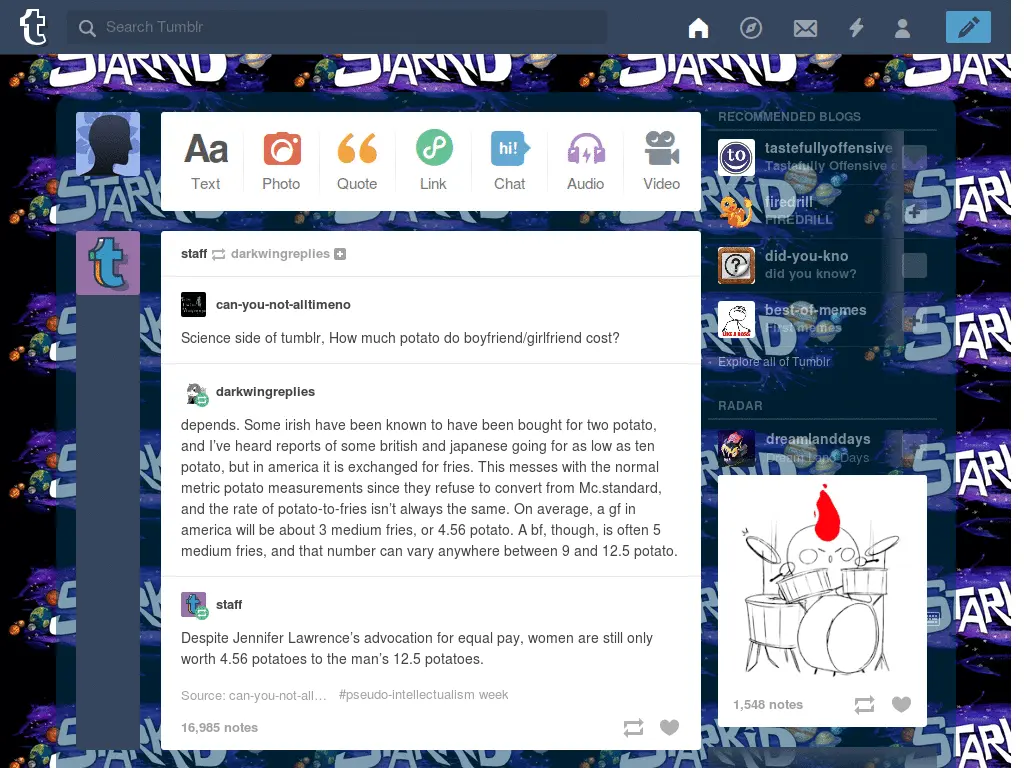 Search Tumblr
RECOMMENDED BLOGS
Aa
hi!
Text Photo Quote Link Chat Audio Video
to
tastefullyoffensive
Tastefully Offensive
firedrill
FIREDRILL
did-you-kno
did you know?
best-of-memes
First memes
LIKE A BOSS
Explore all of Tumblr
RADAR
dreamlanddays
Dream Land Days
1,548 notes
staff darkwingreplies
can-you-not-alltimeno
Science side of tumblr, How much potato do boyfriend/girlfriend cost?
darkwingreplies
depends. Some irish have been known to have been bought for two potato,
and I've heard reports of some british and japanese going for as low as ten
potato, but in america it is exchanged for fries. This messes with the normal
metric potato measurements since they refuse to convert from Mc.standard,
and the rate of potato-to-fries isn't always the same. On average, a gf in
america will be about 3 medium fries, or 4.56 potato. A bf, though, is often 5
medium fries, and that number can vary anywhere between 9 and 12.5 potato.
staff
Despite Jennifer Lawrence's advocation for equal pay, women are still only
worth 4.56 potatoes to the man's 12.5 potatoes.
Source: can-you-not-all… #pseudo-intellectualism week
16,985 notes
STARKID